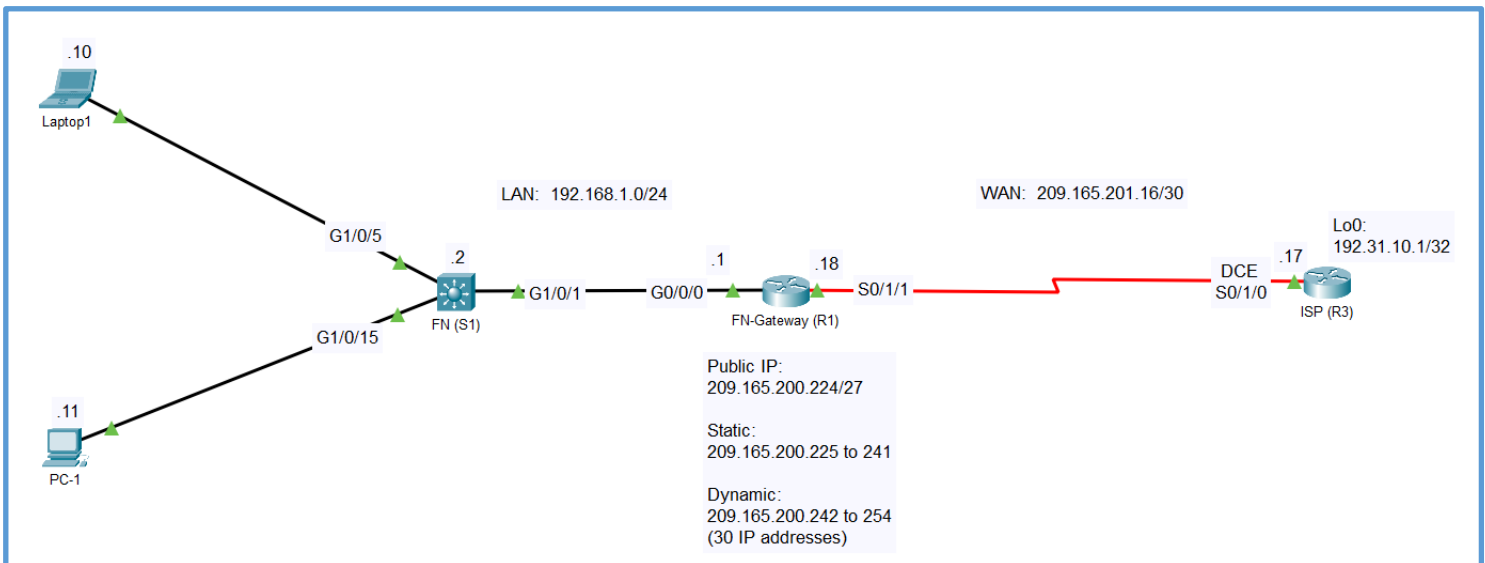 .10
Laptop1
LAN: 192.168.1.0/24
WAN: 209.165.201.16/30
Lo0:
192.31.10.1/32
G1/0/5
.2
.1
.18
.17
DCE
S0/1/0
G1/0/1
G0/0/0
S0/1/1
FN (S1)
FN-Gateway (R1)
ISP (R3)
G1/0/15
Public IP:
209.165.200.224/27
Static:
209.165.200.225 to 241
Dynamic:
209.165.200.242 to 254
(30 IP addresses)
.11
PC-1